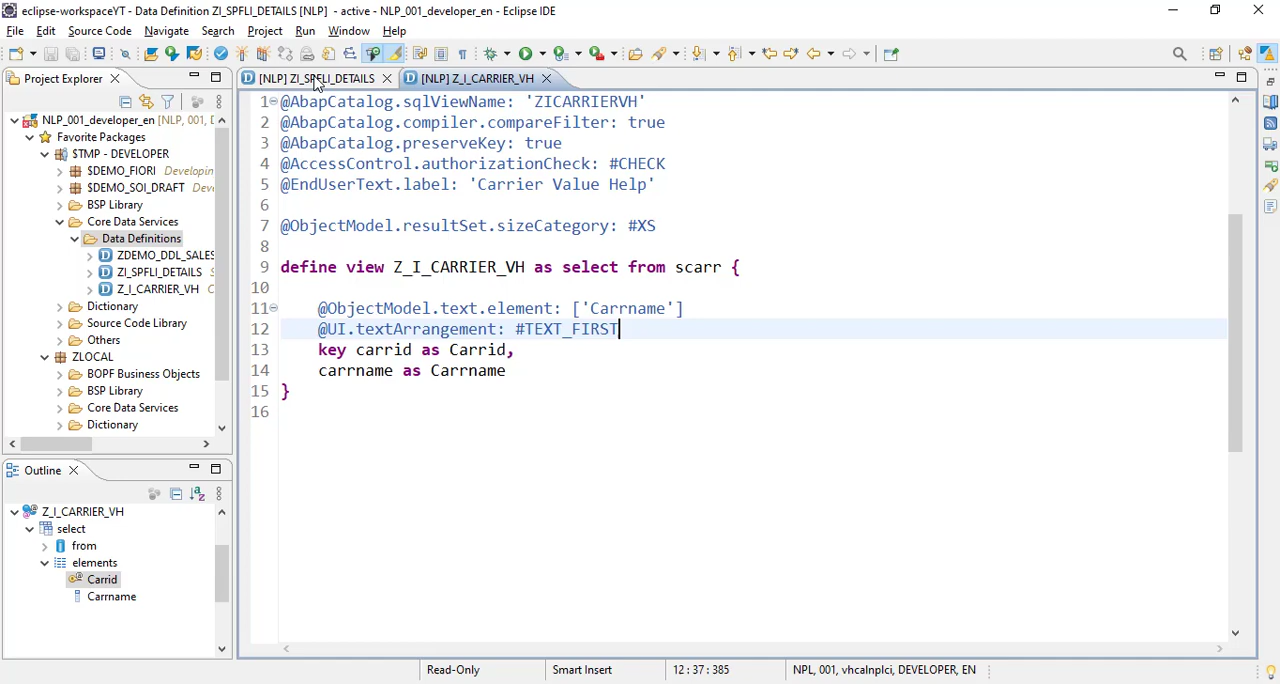 eclipse-workspaceYT - Data Definition ZI_SPFLI_DETAILS [NLP] - active - NLP_001_developer_en - Eclipse IDE
File Edit Source Code Navigate Search Project Run Window Help
Project Explorer
[NLP] ZI_SPFLI_DETAILS
[NLP] Z_I_CARRIER_VH
NLP_001_developer_en [NLP, 001,
Favorite Packages
$TMP - DEVELOPER
$DEMO_FIORI Developin
$DEMO_SOI_DRAFT Deve
BSP Library
Core Data Services
Data Definitions
ZDEMO_DDL_SALES
ZI_SPFLI_DETAILS
Z_I_CARRIER_VH
Dictionary
Source Code Library
Others
ZLOCAL
BOPF Business Objects
BSP Library
Core Data Services
Dictionary
1 @AbapCatalog.sqlViewName: 'ZICARRIERVH'
2 @AbapCatalog.compiler.compareFilter: true
3 @AbapCatalog.preserveKey: true
4 @AccessControl.authorizationCheck: #CHECK
5 @EndUserText.label: 'Carrier Value Help'
6
7 @ObjectModel.resultSet.sizeCategory: #XS
8
9 define view Z_I_CARRIER_VH as select from scarr {
10
11 @ObjectModel.text.element: ['Carrname']
12 @UI.textArrangement: #TEXT_FIRST
13 key carrid as Carrid,
14 carrname as Carrname
15 }
16
Outline
Z_I_CARRIER_VH
select
from
elements
Carrid
Carrname
Read-Only Smart Insert 12 : 37 : 385 NPL, 001, vhcalnplci, DEVELOPER, EN